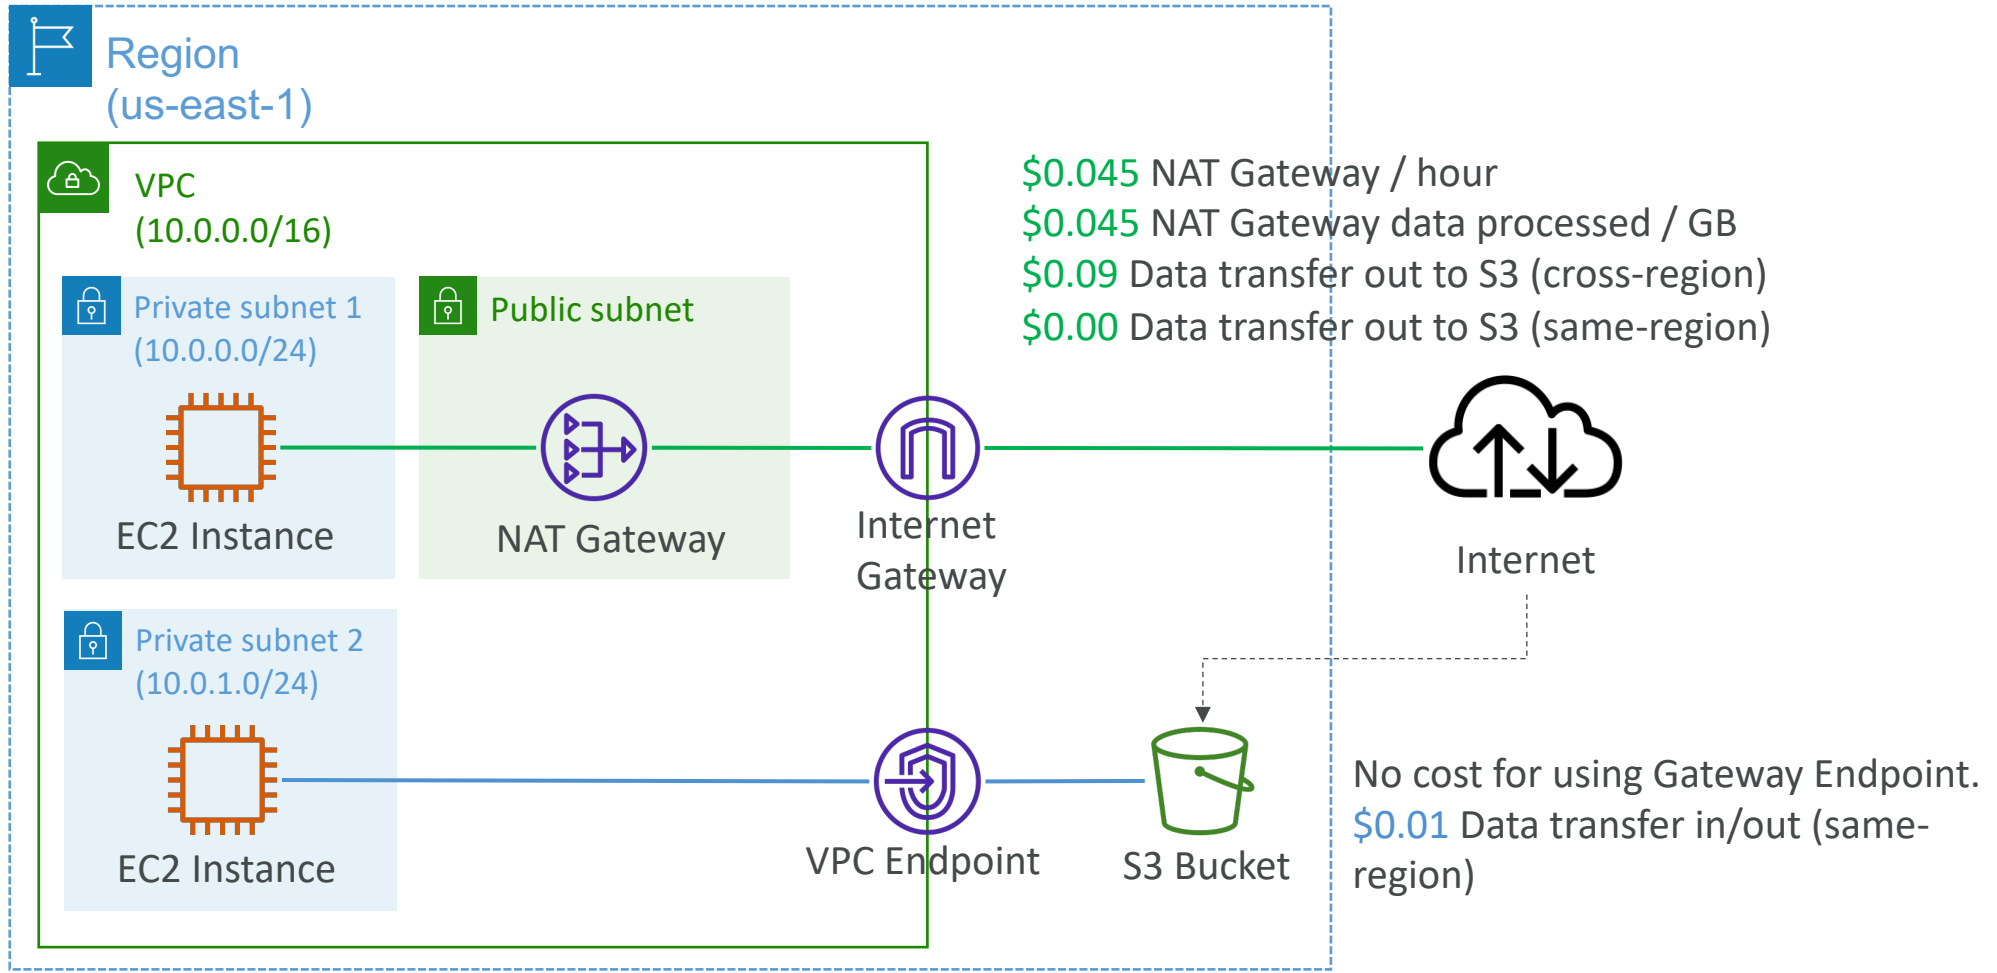 Region
(us-east-1)
VPC
(10.0.0.0/16)
$0.045 NAT Gateway / hour
$0.045 NAT Gateway data processed / GB
$0.09 Data transfer out to S3 (cross-region)
$0.00 Data transfer out to S3 (same-region)
Private subnet 1
(10.0.0.0/24)
Public subnet
EC2 Instance
NAT Gateway
Internet
Gateway
Internet
Private subnet 2
(10.0.1.0/24)
EC2 Instance
VPC Endpoint
S3 Bucket
No cost for using Gateway Endpoint.
$0.01 Data transfer in/out (same-
region)